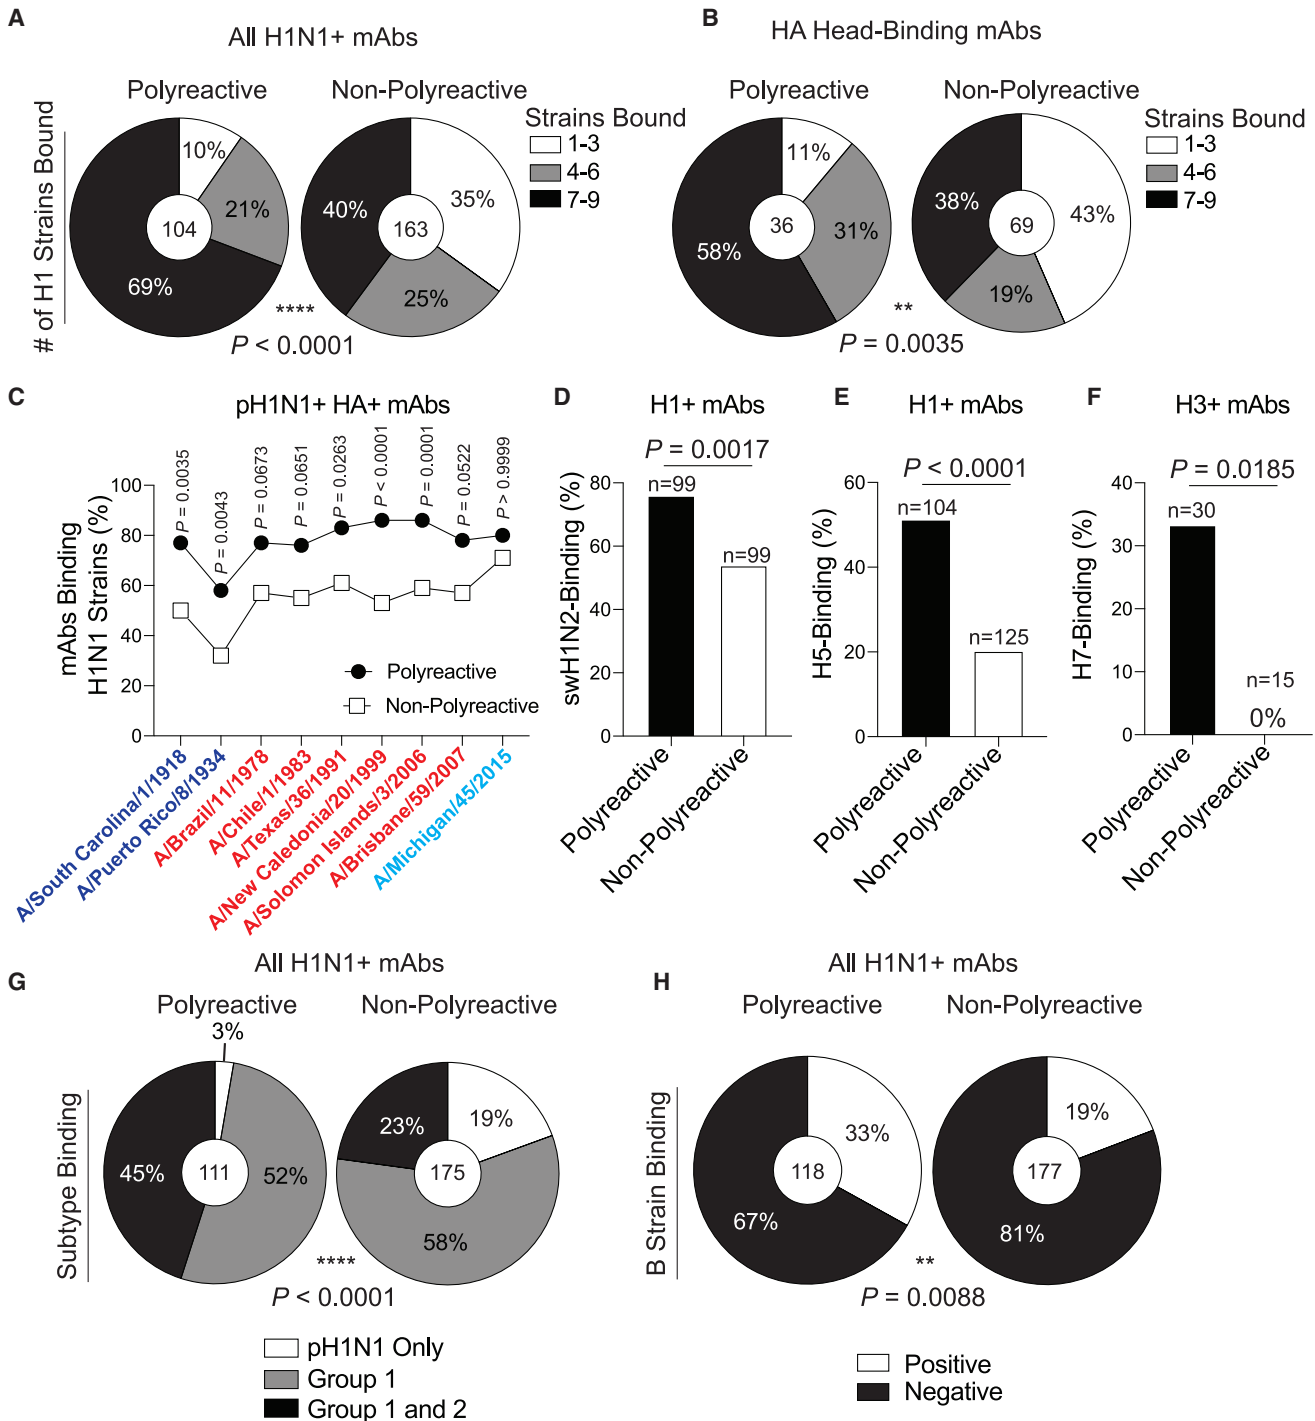 A
All H1N1+ mAbs
Polyreactive
Non-Polyreactive
# of H1 Strains Bound
10%
21%
69%
104
35%
25%
40%
163
Strains Bound
1-3
4-6
7-9
****
P < 0.0001
B
HA Head-Binding mAbs
Polyreactive
Non-Polyreactive
11%
31%
58%
36
43%
19%
38%
69
Strains Bound
1-3
4-6
7-9
**
P = 0.0035
C
pH1N1+ HA+ mAbs
mAbs Binding
H1N1 Strains (%)
100
80
60
40
20
0
P = 0.0035
P = 0.0043
P = 0.0673
P = 0.0651
P = 0.0263
P < 0.0001
P = 0.0001
P = 0.0522
P > 0.9999
Polyreactive
Non-Polyreactive
A/South Carolina/1/1918
A/Puerto Rico/8/1934
A/Brazil/11/1978
A/Chile/1/1983
A/Texas/36/1991
A/New Caledonia/20/1999
A/Solomon Islands/3/2006
A/Brisbane/59/2007
A/Michigan/45/2015
D
H1+ mAbs
P = 0.0017
swH1N2-Binding (%)
80
60
40
20
0
n=99
n=99
Polyreactive
Non-Polyreactive
E
H1+ mAbs
P < 0.0001
H5-Binding (%)
60
40
20
0
n=104
n=125
Polyreactive
Non-Polyreactive
F
H3+ mAbs
P = 0.0185
H7-Binding (%)
40
30
20
10
0
n=30
n=15
0%
Polyreactive
Non-Polyreactive
G
All H1N1+ mAbs
Polyreactive
Non-Polyreactive
Subtype Binding
3%
52%
45%
111
19%
58%
23%
175
****
P < 0.0001
pH1N1 Only
Group 1
Group 1 and 2
H
All H1N1+ mAbs
Polyreactive
Non-Polyreactive
B Strain Binding
33%
67%
118
19%
81%
177
**
P = 0.0088
Positive
Negative